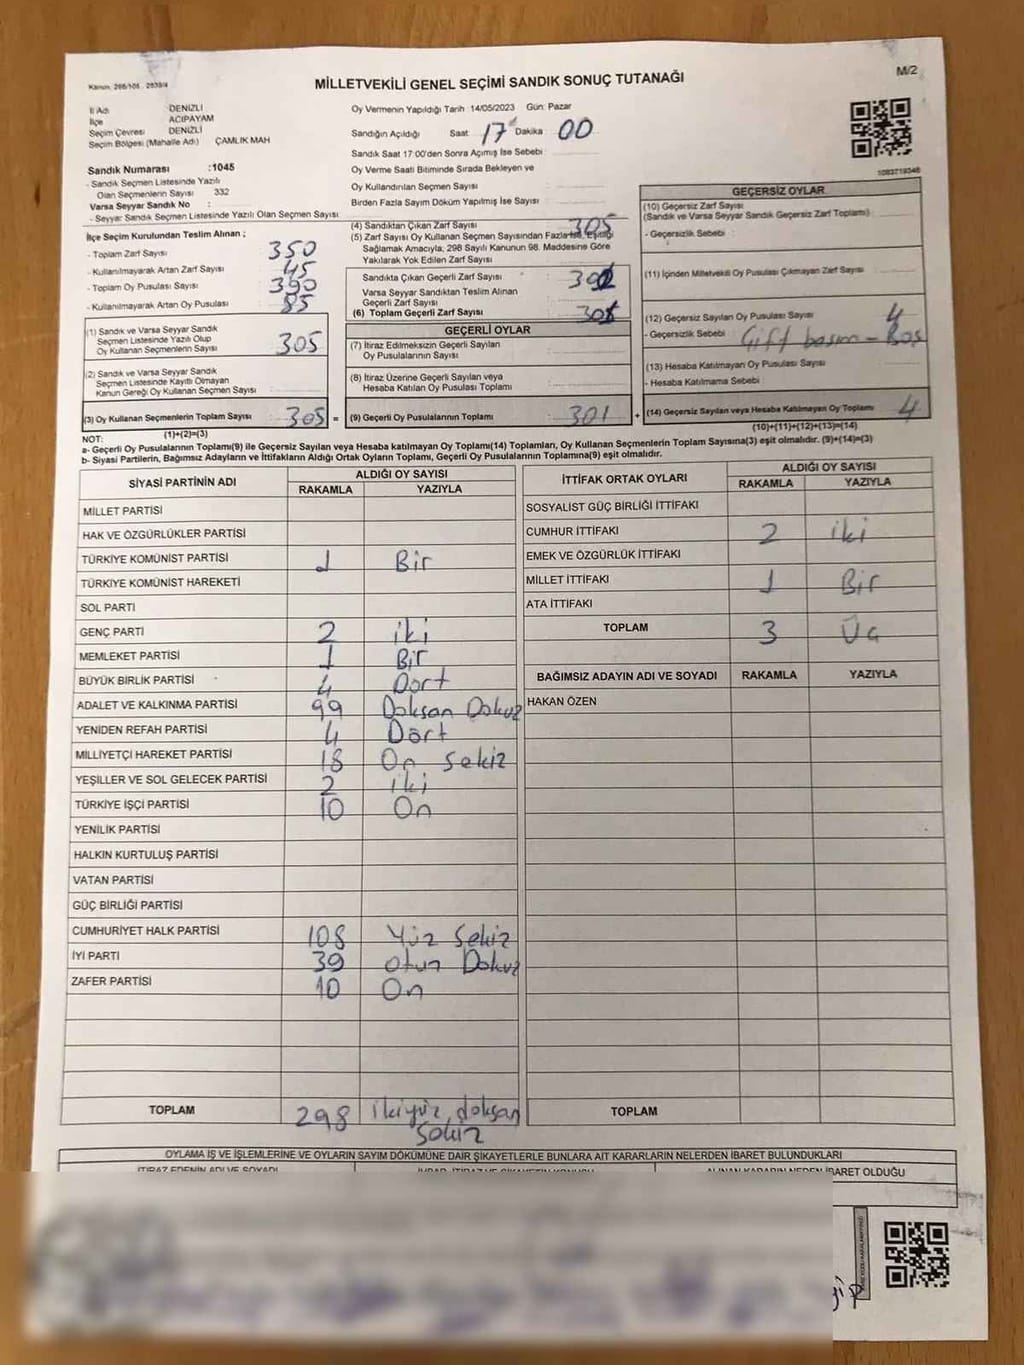 Kanun: 298/105 - 2839/4
MİLLETVEKİLİ GENEL SEÇİMİ SANDIK SONUÇ TUTANAĞI
M/2
İl Adı DENİZLİ
İlçe ACIPAYAM
Seçim Çevresi DENİZLİ
Seçim Bölgesi (Mahalle Adı) ÇAMLIK MAH
Sandık Numarası :1045
- Sandık Seçmen Listesinde Yazılı
Olan Seçmenlerin Sayısı 332
Varsa Seyyar Sandık No :
- Seyyar Sandık Seçmen Listesinde Yazılı Olan Seçmen Sayısı
Oy Vermenin Yapıldığı Tarih 14/05/2023 Gün: Pazar
Sandığın Açıldığı Saat 17 Dakika 00
Sandık Saat 17:00'den Sonra Açımış İse Sebebi
Oy Verme Saati Bitiminde Sırada Bekleyen ve
Oy Kullandırılan Seçmen Sayısı
Birden Fazla Sayım Döküm Yapılmış İse Sayısı
1083719346
İlçe Seçim Kurulundan Teslim Alınan ;
- Toplam Zarf Sayısı 350
- Kullanılmayarak Artan Zarf Sayısı 45
- Toplam Oy Pusulası Sayısı 390
- Kullanılmayarak Artan Oy Pusulası 85
(1) Sandık ve Varsa Seyyar Sandık
Seçmen Listesinde Yazılı Olup
Oy Kullanan Seçmenlerin Sayısı 305
(2) Sandık ve Varsa Seyyar Sandık
Seçmen Listesinde Kayıtlı Olmayan
Kanun Gereği Oy Kullanan Seçmen Sayısı
(3) Oy Kullanan Seçmenlerin Toplam Sayısı 305 =
(1)+(2)=(3)
(4) Sandıktan Çıkan Zarf Sayısı 305
(5) Zarf Sayısı Oy Kullanan Seçmen Sayısından Fazla İse, Eşitliği
Sağlamak Amacıyla; 298 Sayılı Kanunun 98. Maddesine Göre
Yakılarak Yok Edilen Zarf Sayısı
Sandıkta Çıkan Geçerli Zarf Sayısı
Varsa Seyyar Sandıktan Teslim Alınan
Geçerli Zarf Sayısı
(6) Toplam Geçerli Zarf Sayısı
GEÇERLİ OYLAR
(7) İtiraz Edilmeksizin Geçerli Sayılan
Oy Pusulalarının Sayısı
(8) İtiraz Üzerine Geçerli Sayılan veya
Hesaba Katılan Oy Pusulası Toplamı
(9) Geçerli Oy Pusulalarının Toplamı 301 +
GEÇERSİZ OYLAR
(10) Geçersiz Zarf Sayısı
(Sandık ve Varsa Seyyar Sandık Geçersiz Zarf Toplamı)
- Geçersizlik Sebebi
(11) İçinden Milletvekili Oy Pusulası Çıkmayan Zarf Sayısı
(12) Geçersiz Sayılan Oy Pusulası Sayısı 4
- Geçersizlik Sebebi Çift basım - Boş
(13) Hesaba Katılmayan Oy Pusulası Sayısı
- Hesaba Katılmama Sebebi
(14) Geçersiz Sayılan veya Hesaba Katılmayan Oy Toplamı 4
(10)+(11)+(12)+(13)=(14)
NOT:
a- Geçerli Oy Pusulalarının Toplamı(9) ile Geçersiz Sayılan veya Hesaba katılmayan Oy Toplamı(14) Toplamları, Oy Kullanan Seçmenlerin Toplam Sayısına(3) eşit olmalıdır. (9)+(14)=(3)
b- Siyasi Partilerin, Bağımsız Adayların ve İttifakların Aldığı Ortak Oyların Toplamı, Geçerli Oy Pusulalarının Toplamına(9) eşit olmalıdır.
SİYASİ PARTİNİN ADI ALDIĞI OY SAYISI
RAKAMLA YAZIYLA
MİLLET PARTİSİ
HAK VE ÖZGÜRLÜKLER PARTİSİ
TÜRKİYE KOMÜNİST PARTİSİ 1 Bir
TÜRKİYE KOMÜNİST HAREKETİ
SOL PARTİ
GENÇ PARTİ 2 iki
MEMLEKET PARTİSİ 1 Bir
BÜYÜK BİRLİK PARTİSİ 4 Dört
ADALET VE KALKINMA PARTİSİ 99 Doksan Dokuz
YENİDEN REFAH PARTİSİ 4 Dört
MİLLİYETÇİ HAREKET PARTİSİ 18 On Sekiz
YEŞİLLER VE SOL GELECEK PARTİSİ 2 iki
TÜRKİYE İŞÇİ PARTİSİ 10 On
YENİLİK PARTİSİ
HALKIN KURTULUŞ PARTİSİ
VATAN PARTİSİ
GÜÇ BİRLİĞİ PARTİSİ
CUMHURİYET HALK PARTİSİ 108 Yüz Sekiz
İYİ PARTİ 39 otuz Dokuz
ZAFER PARTİSİ 10 On
TOPLAM 298 ikiyüz doksan
sekiz
İTTİFAK ORTAK OYLARI ALDIĞI OY SAYISI
RAKAMLA YAZIYLA
SOSYALİST GÜÇ BİRLİĞİ İTTİFAKI
CUMHUR İTTİFAKI 2 iki
EMEK VE ÖZGÜRLÜK İTTİFAKI
MİLLET İTTİFAKI 1 Bir
ATA İTTİFAKI
TOPLAM 3 Üç
BAĞIMSIZ ADAYIN ADI VE SOYADI RAKAMLA YAZIYLA
HAKAN ÖZEN
TOPLAM
OYLAMA İŞ VE İŞLEMLERİNE VE OYLARIN SAYIM DÖKÜMÜNE DAİR ŞİKAYETLERLE BUNLARA AİT KARARLARIN NELERDEN İBARET BULUNDUKLARI
İTİRAZ EDENİN ADI VE SOYADI
ALINAN KARARIN NEDEN İBARET OLDUĞU